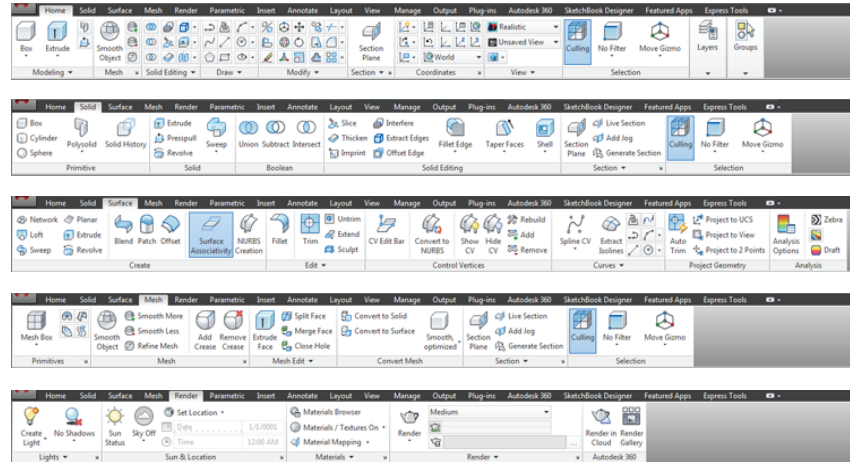 Home Solid Surface Mesh Render Parametric Insert Annotate Layout View Manage Output Plug-ins Autodesk 360 SketchBook Designer Featured Apps Express Tools
Realistic
Unsaved View
World
Box Extrude Smooth Object Section Plane Culling No Filter Move Gizmo Layers Groups
Modeling Mesh Solid Editing Draw Modify Section Coordinates View Selection
Home Solid Surface Mesh Render Parametric Insert Annotate Layout View Manage Output Plug-ins Autodesk 360 SketchBook Designer Featured Apps Express Tools
Box Extrude Slice Interfere Live Section
Cylinder Presspull Thicken Extract Edges Add Jog
Sphere Revolve Imprint Offset Edge Generate Section
Polysolid Solid History Sweep Union Subtract Intersect Fillet Edge Taper Faces Shell Section Plane Culling No Filter Move Gizmo
Primitive Solid Boolean Solid Editing Section Selection
Home Solid Surface Mesh Render Parametric Insert Annotate Layout View Manage Output Plug-ins Autodesk 360 SketchBook Designer Featured Apps Express Tools
Network Planar Untrim Rebuild Project to UCS Zebra
Loft Extrude Extend Add Project to View
Sweep Revolve Sculpt Remove Project to 2 Points Draft
Blend Patch Offset Surface Associativity NURBS Creation Fillet Trim CV Edit Bar Convert to NURBS Show CV Hide CV Spline CV Extract Isolines Auto Trim Analysis Options
Create Edit Control Vertices Curves Project Geometry Analysis
Home Solid Surface Mesh Render Parametric Insert Annotate Layout View Manage Output Plug-ins Autodesk 360 SketchBook Designer Featured Apps Express Tools
Smooth More Split Face Convert to Solid Live Section
Smooth Less Merge Face Convert to Surface Add Jog
Refine Mesh Close Hole Generate Section
Mesh Box Smooth Object Add Crease Remove Crease Extrude Face Smooth, optimized Section Plane Culling No Filter Move Gizmo
Primitives Mesh Mesh Edit Convert Mesh Section Selection
Home Solid Surface Mesh Render Parametric Insert Annotate Layout View Manage Output Plug-ins Autodesk 360 SketchBook Designer Featured Apps Express Tools
Set Location Materials Browser Medium
Date 1/1/0001 Materials / Textures On
Time 12:00 AM Material Mapping
Create Light No Shadows Sun Status Sky Off Render Render in Cloud Render Gallery
Lights Sun & Location Materials Render Autodesk 360